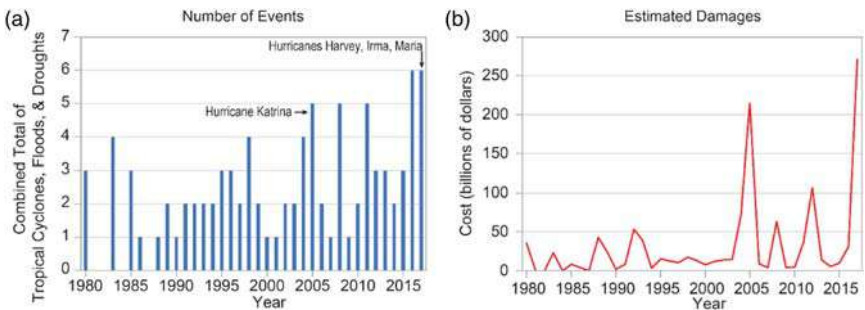 (a)
Number of Events
Combined Total of
Tropical Cyclones, Floods, & Droughts
7
6
5
4
3
2
1
0
Hurricanes Harvey, Irma, Maria
Hurricane Katrina
1980 1985 1990 1995 2000 2005 2010 2015
Year
(b)
Estimated Damages
Cost (billions of dollars)
300
250
200
150
100
50
0
1980 1985 1990 1995 2000 2005 2010 2015
Year